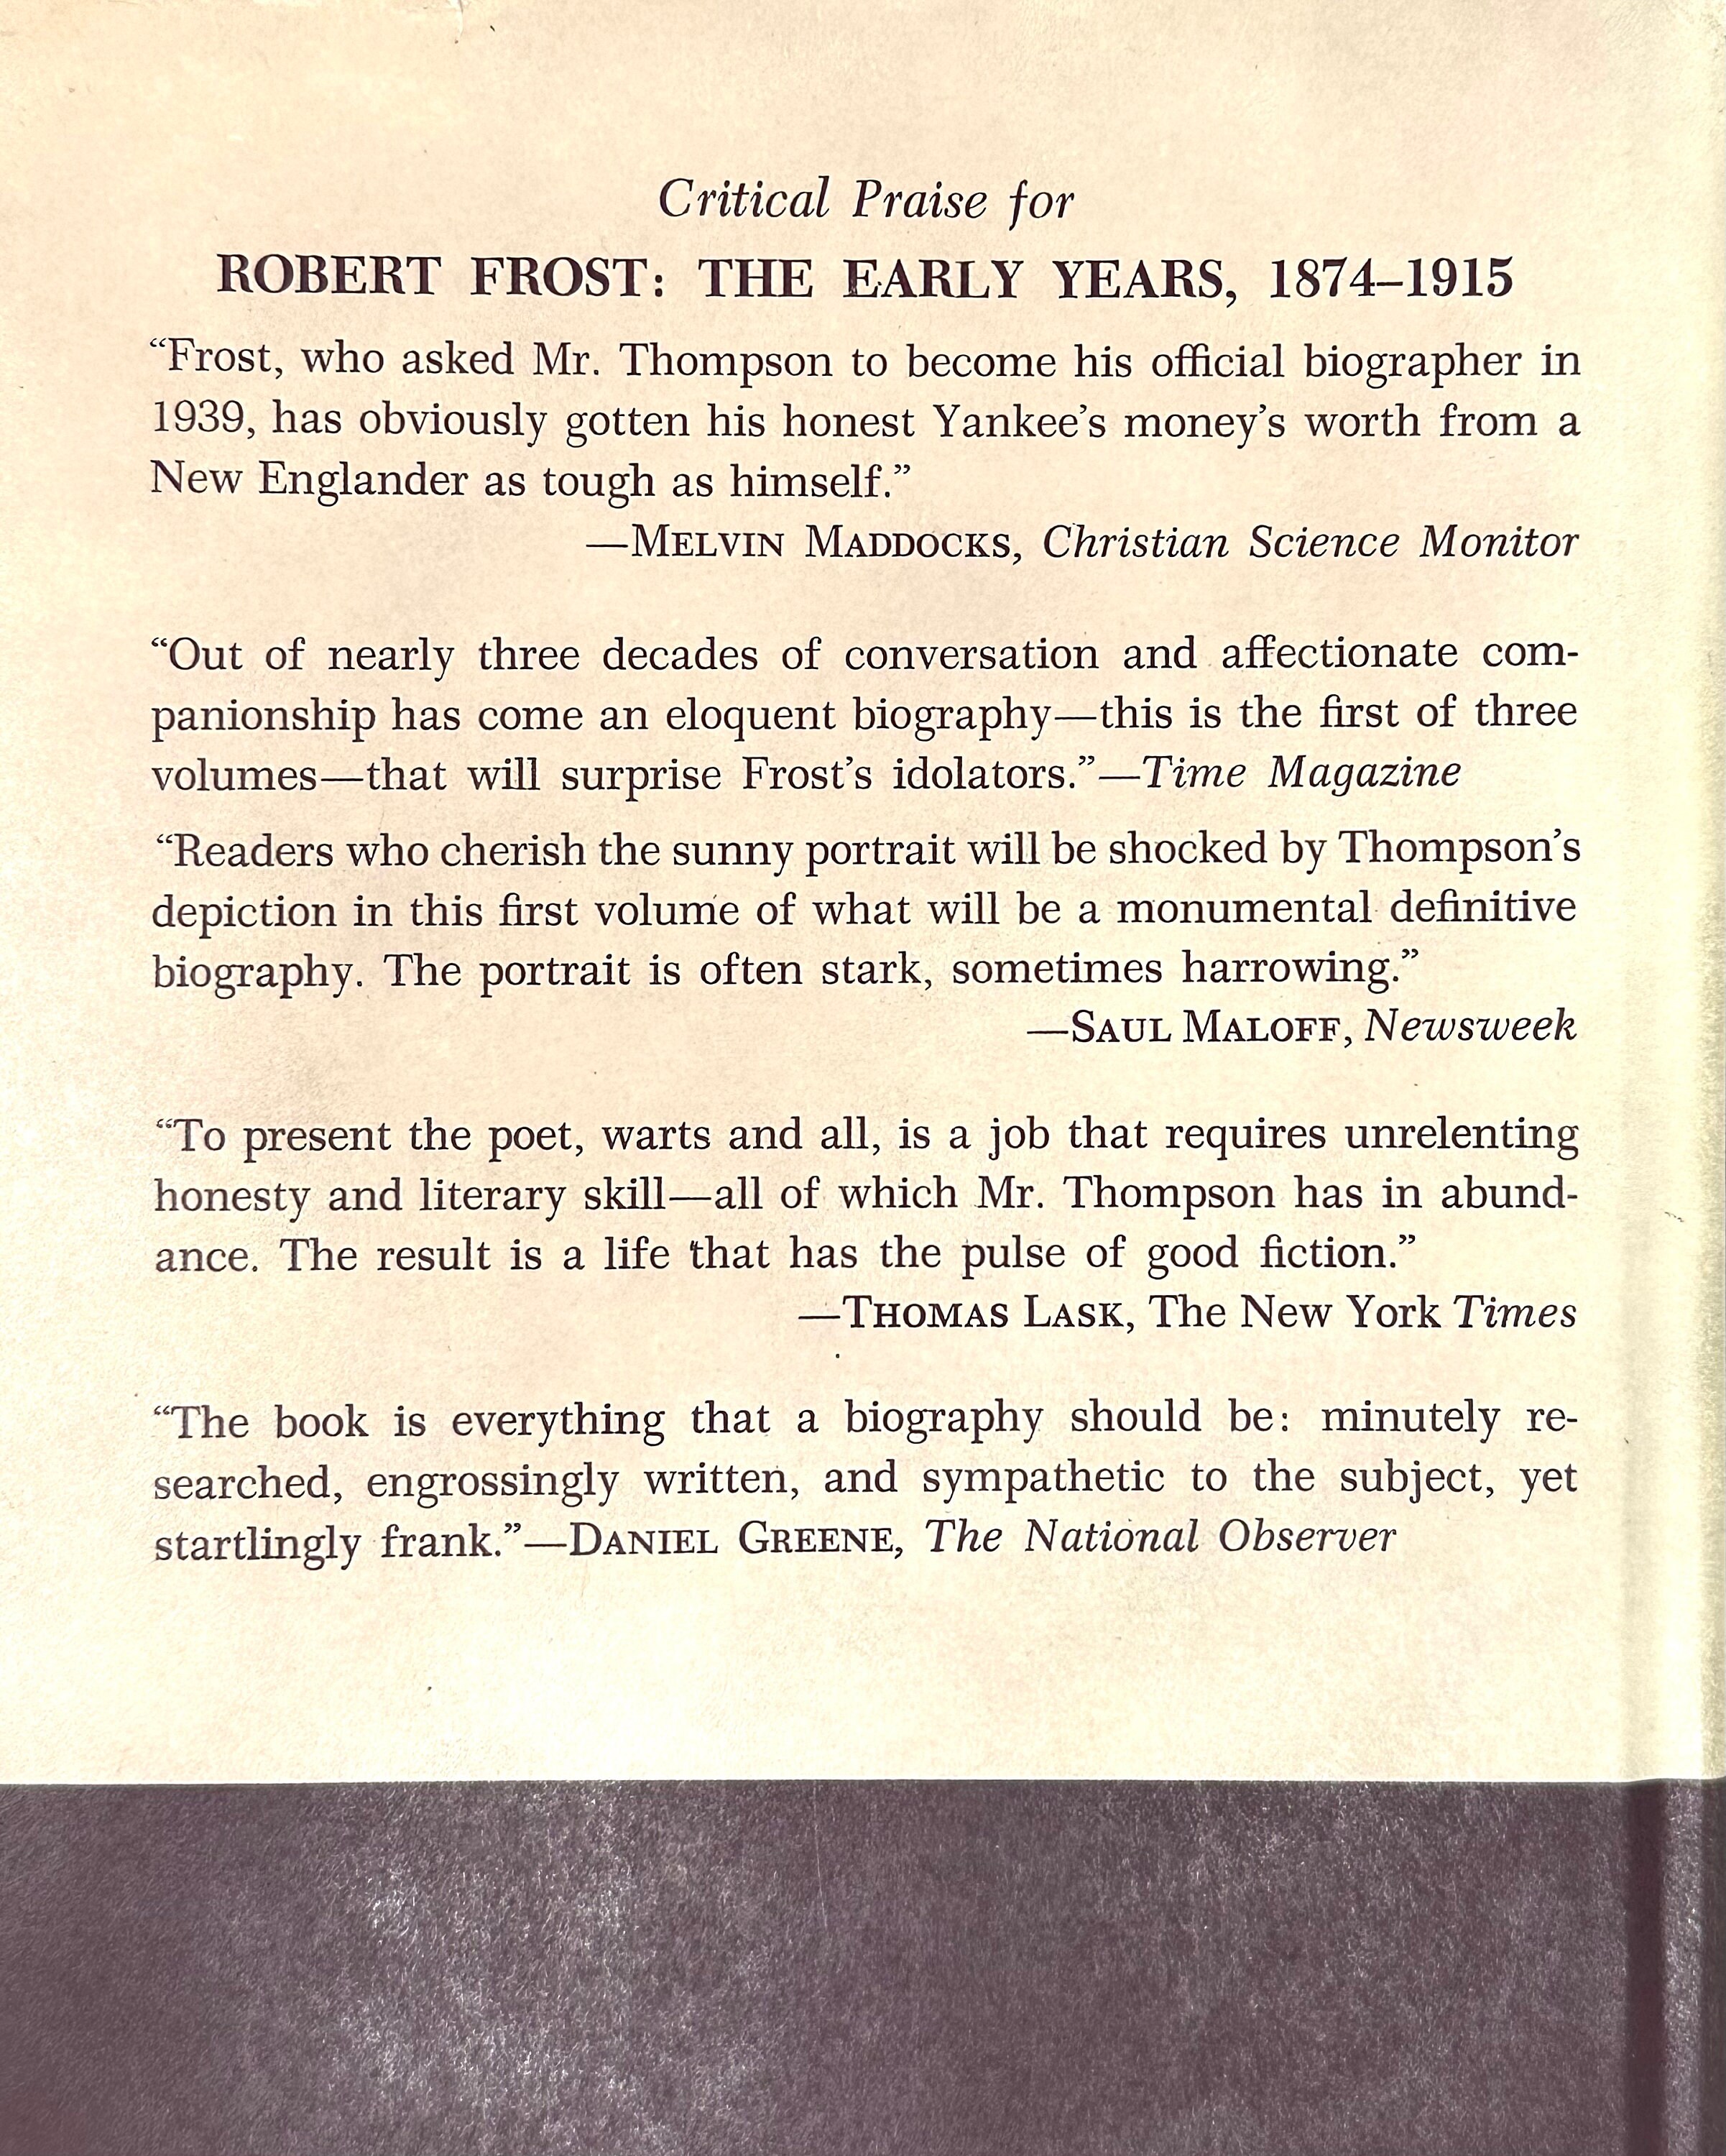 Critical Praise for
ROBERT FROST: THE EARLY YEARS, 1874–1915
“Frost, who asked Mr. Thompson to become his official biographer in
1939, has obviously gotten his honest Yankee’s money’s worth from a
New Englander as tough as himself.”
—MELVIN MADDOCKS, Christian Science Monitor
“Out of nearly three decades of conversation and affectionate com-
panionship has come an eloquent biography—this is the first of three
volumes—that will surprise Frost’s idolators.”—Time Magazine
“Readers who cherish the sunny portrait will be shocked by Thompson’s
depiction in this first volume of what will be a monumental definitive
biography. The portrait is often stark, sometimes harrowing.”
—SAUL MALOFF, Newsweek
“To present the poet, warts and all, is a job that requires unrelenting
honesty and literary skill—all of which Mr. Thompson has in abund-
ance. The result is a life that has the pulse of good fiction.”
—THOMAS LASK, The New York Times
“The book is everything that a biography should be: minutely re-
searched, engrossingly written, and sympathetic to the subject, yet
startlingly frank.”—DANIEL GREENE, The National Observer